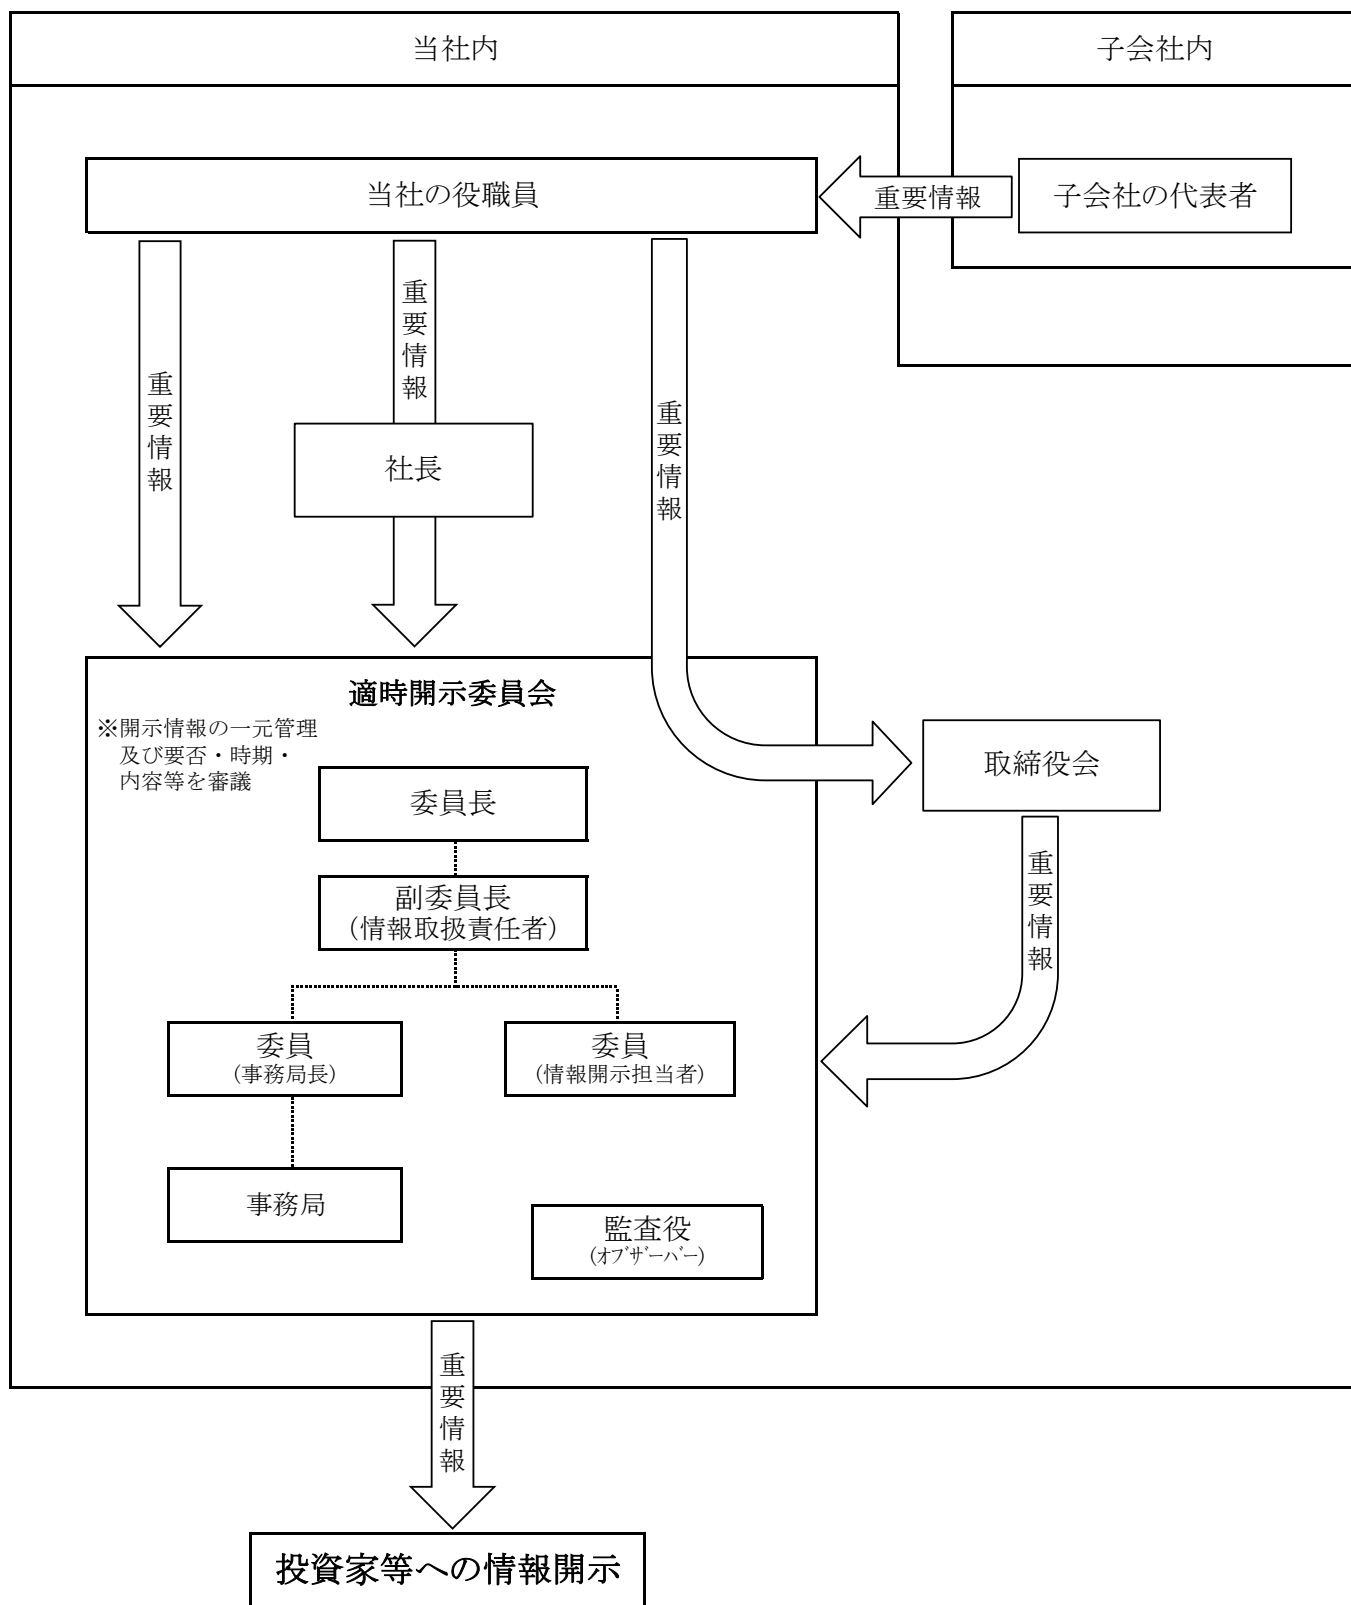 当社内
子会社内
当社の役職員
重要情報
子会社の代表者
重要情報
重要情報
重要情報
社長
適時開示委員会
※開示情報の一元管理
及び要否・時期・
内容等を審議
取締役会
委員長
副委員長
（情報取扱責任者）
重要情報
委員
（事務局長）
委員
（情報開示担当者）
事務局
監査役
（ｵﾌﾞｻﾞｰﾊﾞｰ）
重要情報
投資家等への情報開示